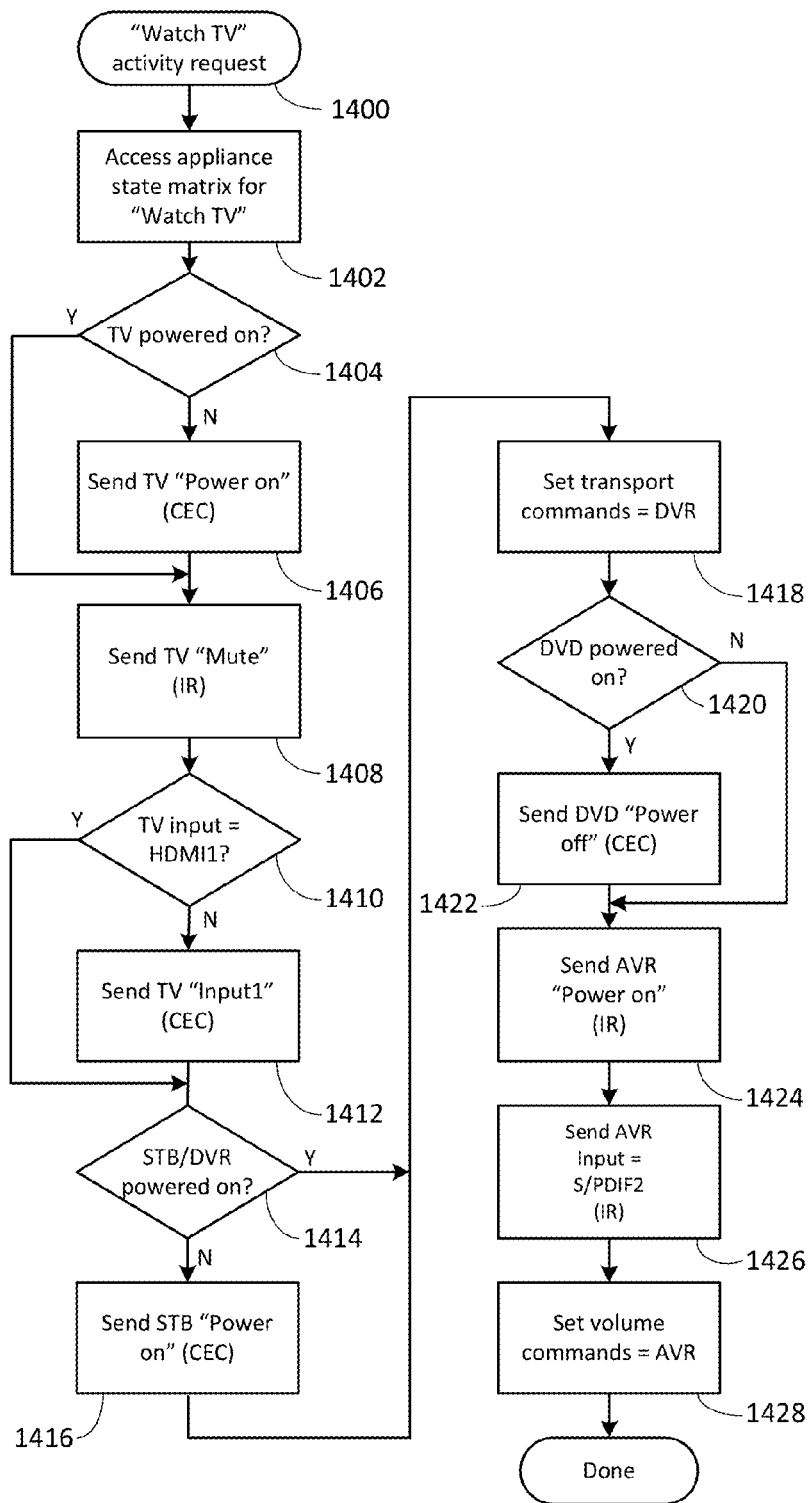 “Watch TV”
activity request
1400
Access appliance
state matrix for
“Watch TV”
1402
Y
TV powered on?
1404
N
Send TV “Power on”
(CEC)
1406
Send TV “Mute”
(IR)
1408
Y
TV input =
HDMI1?
1410
N
Send TV “Input1”
(CEC)
1412
STB/DVR
powered on?
Y
1414
N
Send STB “Power
on” (CEC)
1416
Set transport
commands = DVR
1418
DVD powered
on?
N
1420
Y
Send DVD “Power
off” (CEC)
1422
Send AVR
“Power on”
(IR)
1424
Send AVR
Input =
S/PDIF2
(IR)
1426
Set volume
commands = AVR
1428
Done